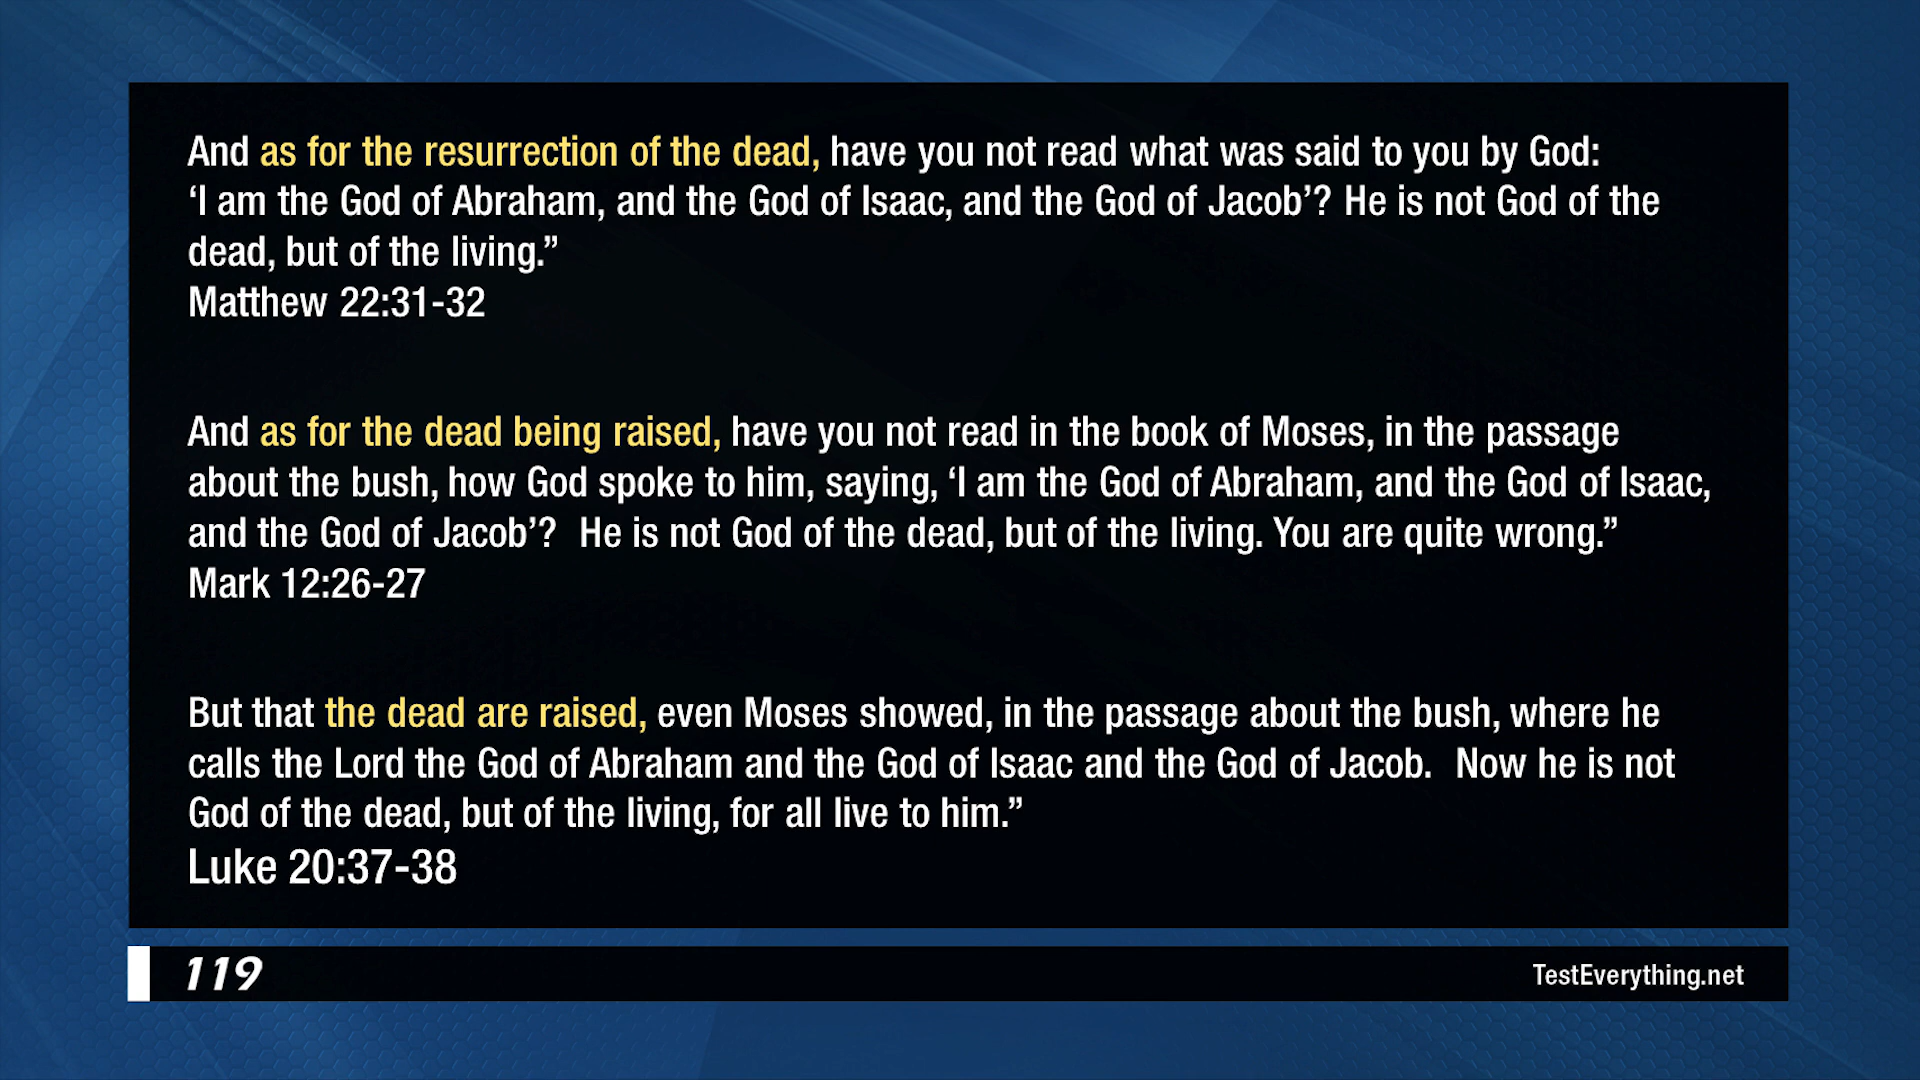 And as for the resurrection of the dead, have you not read what was said to you by God:
‘I am the God of Abraham, and the God of Isaac, and the God of Jacob’? He is not God of the
dead, but of the living.”
Matthew 22:31-32
And as for the dead being raised, have you not read in the book of Moses, in the passage
about the bush, how God spoke to him, saying, ‘I am the God of Abraham, and the God of Isaac,
and the God of Jacob’?  He is not God of the dead, but of the living. You are quite wrong.”
Mark 12:26-27
But that the dead are raised, even Moses showed, in the passage about the bush, where he
calls the Lord the God of Abraham and the God of Isaac and the God of Jacob.  Now he is not
God of the dead, but of the living, for all live to him.”
Luke 20:37-38
119
TestEverything.net